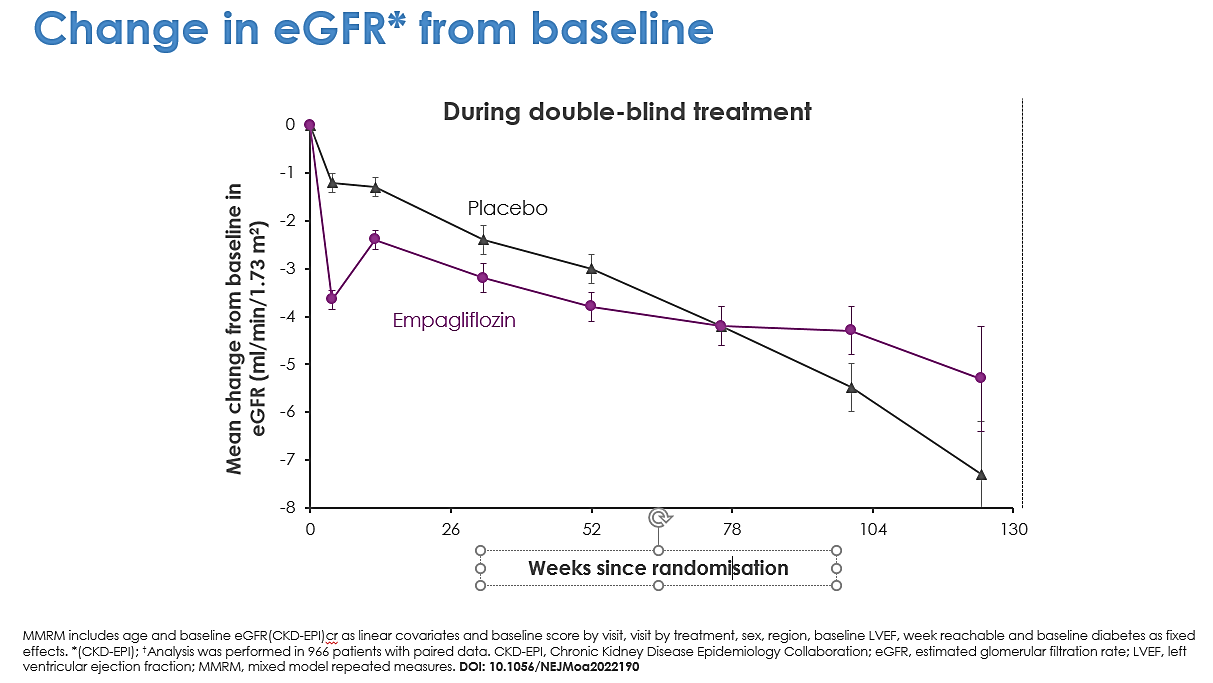 Change in eGFR* from baseline
During double-blind treatment
Mean change from baseline in
eGFR (ml/min/1.73 m²)
0
-1
-2
-3
-4
-5
-6
-7
-8
Placebo
Empagliflozin
0 26 52 78 104 130
Weeks since randomisation
MMRM includes age and baseline eGFR(CKD-EPI)cr as linear covariates and baseline score by visit, visit by treatment, sex, region, baseline LVEF, week reachable and baseline diabetes as fixed
effects. *(CKD-EPI); †Analysis was performed in 966 patients with paired data. CKD-EPI, Chronic Kidney Disease Epidemiology Collaboration; eGFR, estimated glomerular filtration rate; LVEF, left
ventricular ejection fraction; MMRM, mixed model repeated measures. DOI: 10.1056/NEJMoa2022190